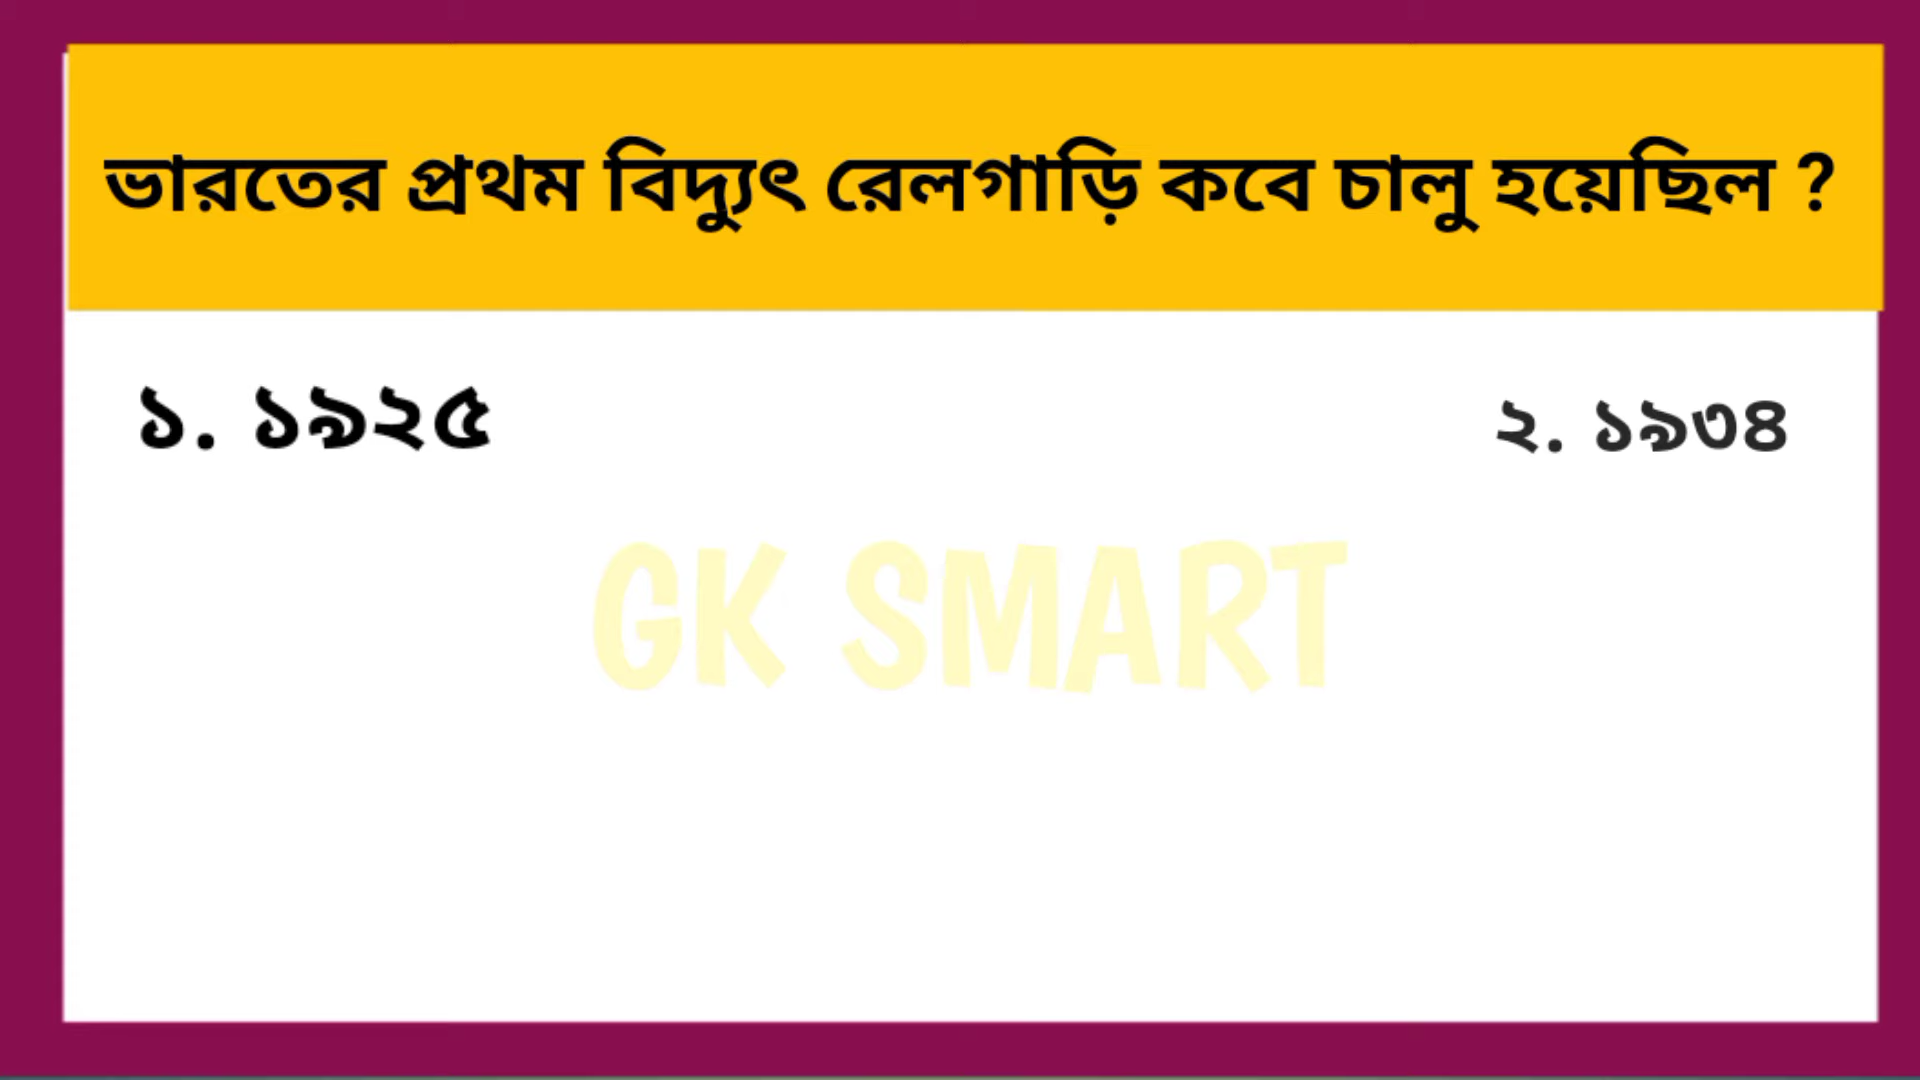 ভারতের প্রথম বিদ্যুৎ রেলগাড়ি কবে চালু হয়েছিল ?
১. ১৯২৫
২. ১৯৩৪
GK SMART